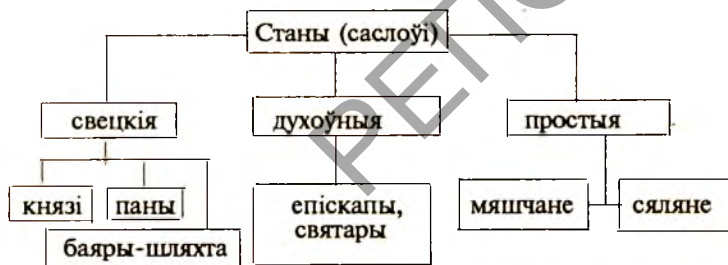 Станы (саслоўі)
свецкія
духоўныя
простыя
князі
паны
баяры-шляхта
епіскапы,
святары
мяшчане
сяляне